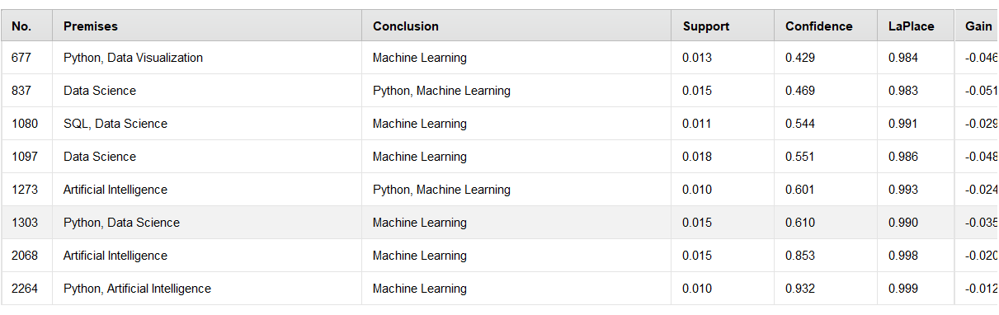 No. Premises Conclusion Support Confidence LaPlace Gain
677 Python, Data Visualization Machine Learning 0.013 0.429 0.984 -0.046
837 Data Science Python, Machine Learning 0.015 0.469 0.983 -0.051
1080 SQL, Data Science Machine Learning 0.011 0.544 0.991 -0.029
1097 Data Science Machine Learning 0.018 0.551 0.986 -0.048
1273 Artificial Intelligence Python, Machine Learning 0.010 0.601 0.993 -0.024
1303 Python, Data Science Machine Learning 0.015 0.610 0.990 -0.035
2068 Artificial Intelligence Machine Learning 0.015 0.853 0.998 -0.020
2264 Python, Artificial Intelligence Machine Learning 0.010 0.932 0.999 -0.012